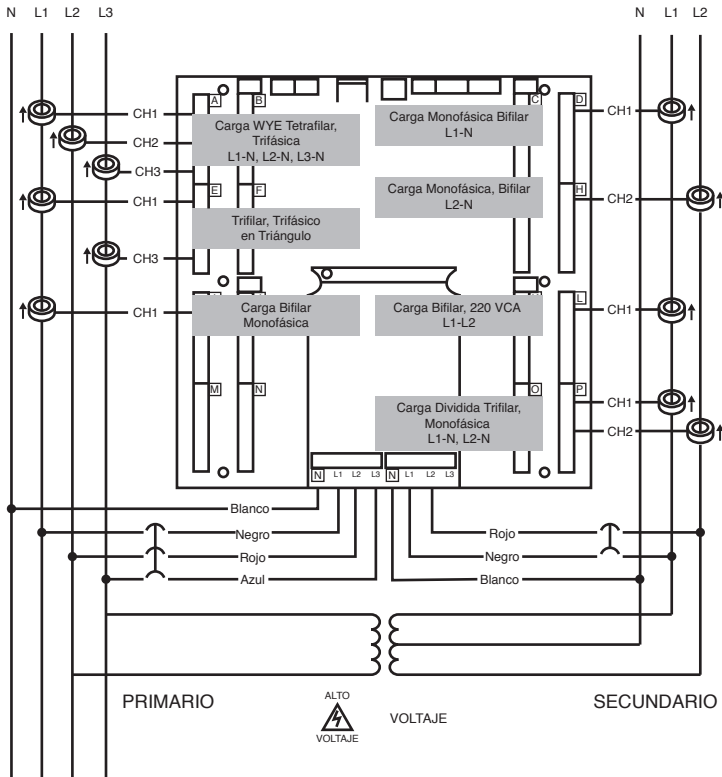 N L1 L2 L3
N L1 L2
A
B
C
D
CH1
CH2
CH3
Carga WYE Tetrafilar,
Trifásica
L1-N, L2-N, L3-N
Carga Monofásica Bifilar
L1-N
CH1
E
F
H
CH1
CH3
Trifilar, Trifásico
en Triángulo
Carga Monofásica, Bifilar
L2-N
CH2
CH1
Carga Bifilar
Monofásica
Carga Bifilar, 220 VCA
L1-L2
L
CH1
M
N
O
P
Carga Dividida Trifilar,
Monofásica
L1-N, L2-N
CH1
CH2
N L1 L2 L3 N L1 L2 L3
Blanco
Negro
Rojo
Azul
Rojo
Negro
Blanco
PRIMARIO
ALTO
VOLTAJE
VOLTAJE
SECUNDARIO